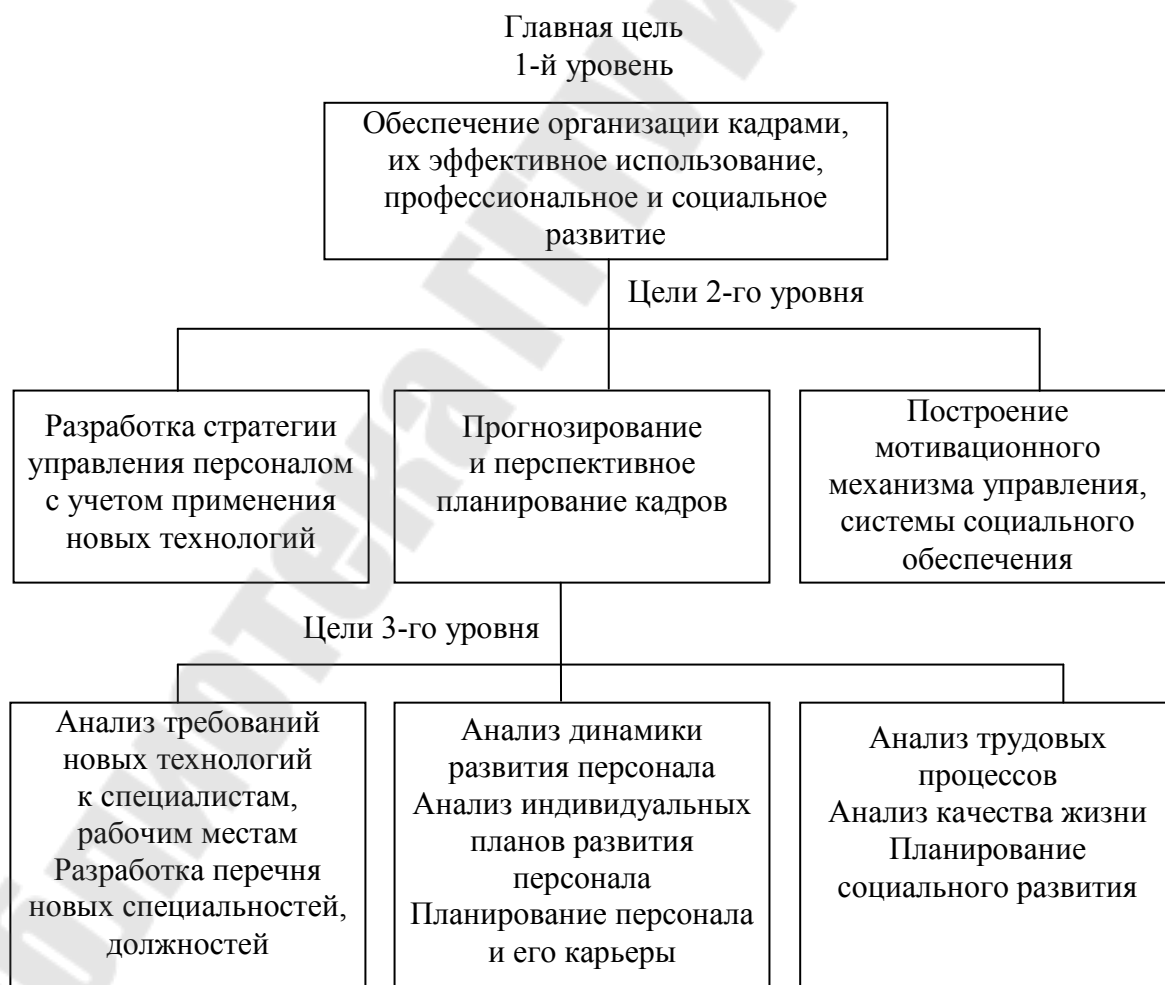 Главная цель
1-й уровень
Обеспечение организации кадрами,
их эффективное использование,
профессиональное и социальное
развитие
Цели 2-го уровня
Разработка стратегии
управления персоналом
с учетом применения
новых технологий
Прогнозирование
и перспективное
планирование кадров
Построение
мотивационного
механизма управления,
системы социального
обеспечения
Цели 3-го уровня
Анализ требований
новых технологий
к специалистам,
рабочим местам
Разработка перечня
новых специальностей,
должностей
Анализ динамики
развития персонала
Анализ индивидуальных
планов развития
персонала
Планирование персонала
и его карьеры
Анализ трудовых
процессов
Анализ качества жизни
Планирование
социального развития